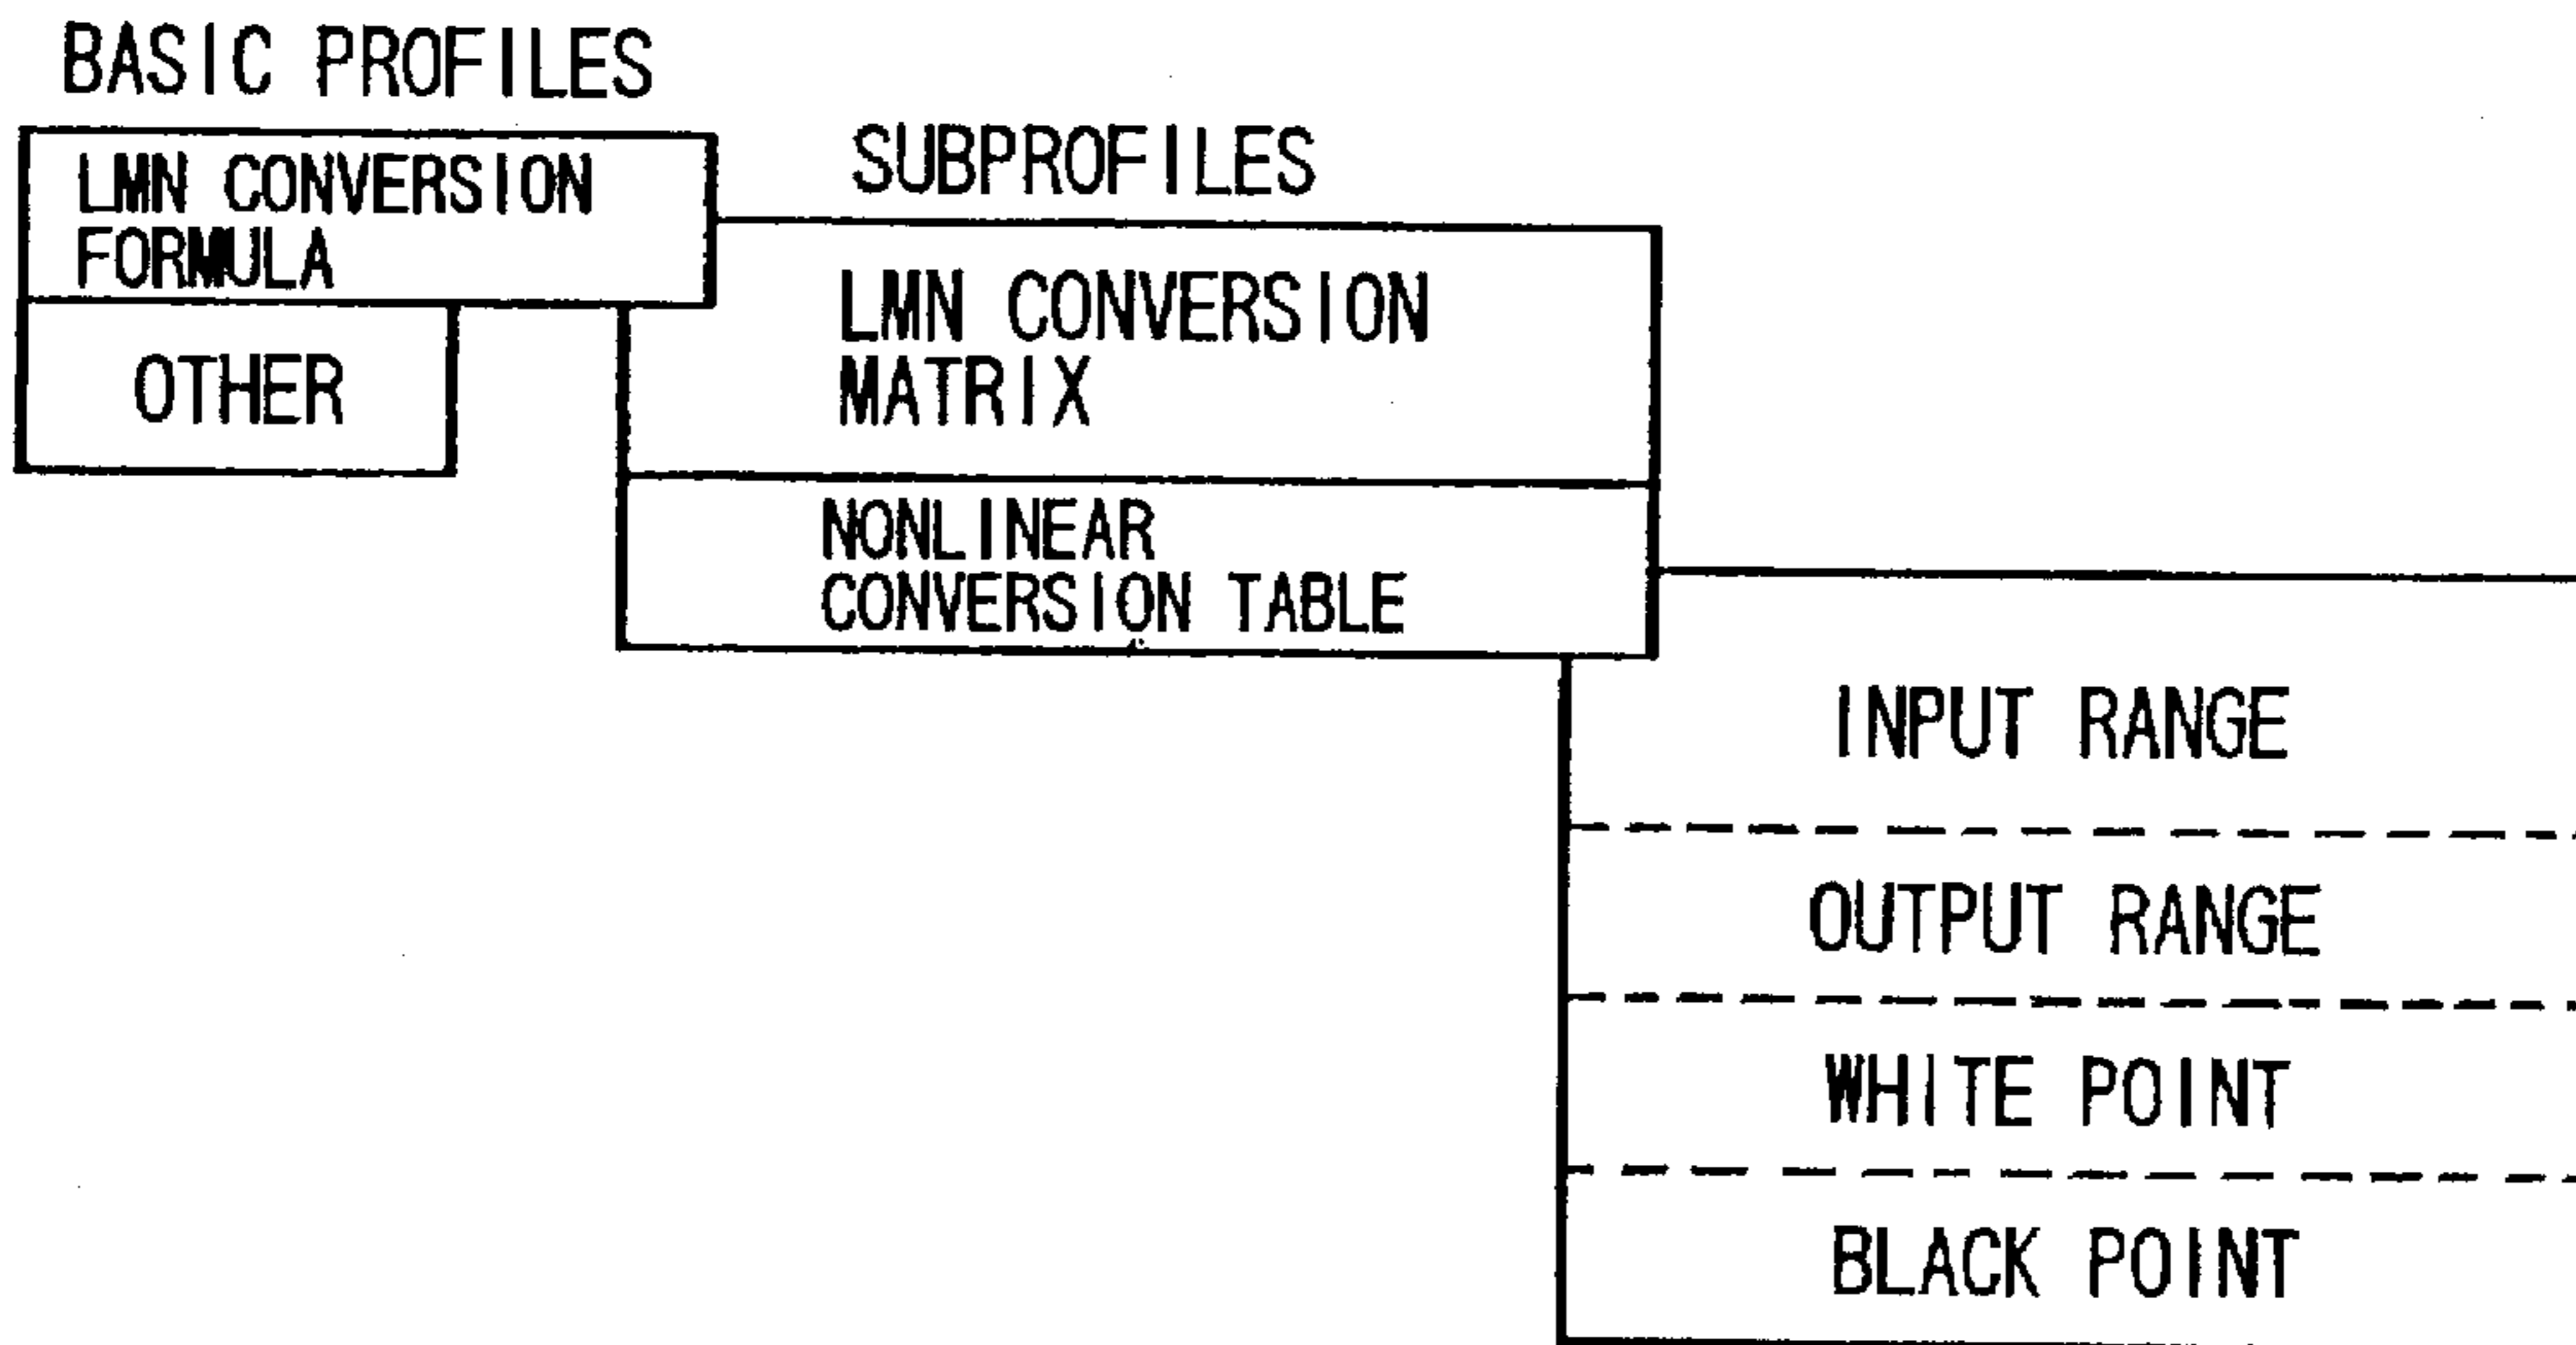 BASIC PROFILES
LMN CONVERSION
FORMULA
OTHER
SUBPROFILES
LMN CONVERSION
MATRIX
NONLINEAR
CONVERSION TABLE
INPUT RANGE
OUTPUT RANGE
WHITE POINT
BLACK POINT